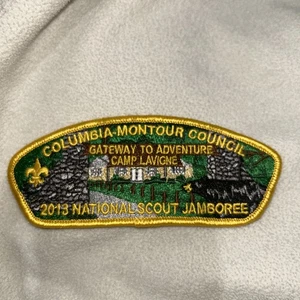 COLUMBIA-MONTOUR COUNCIL
GATEWAY TO ADVENTURE
CAMP LAVIGNE
2013 NATIONAL SCOUT JAMBOREE